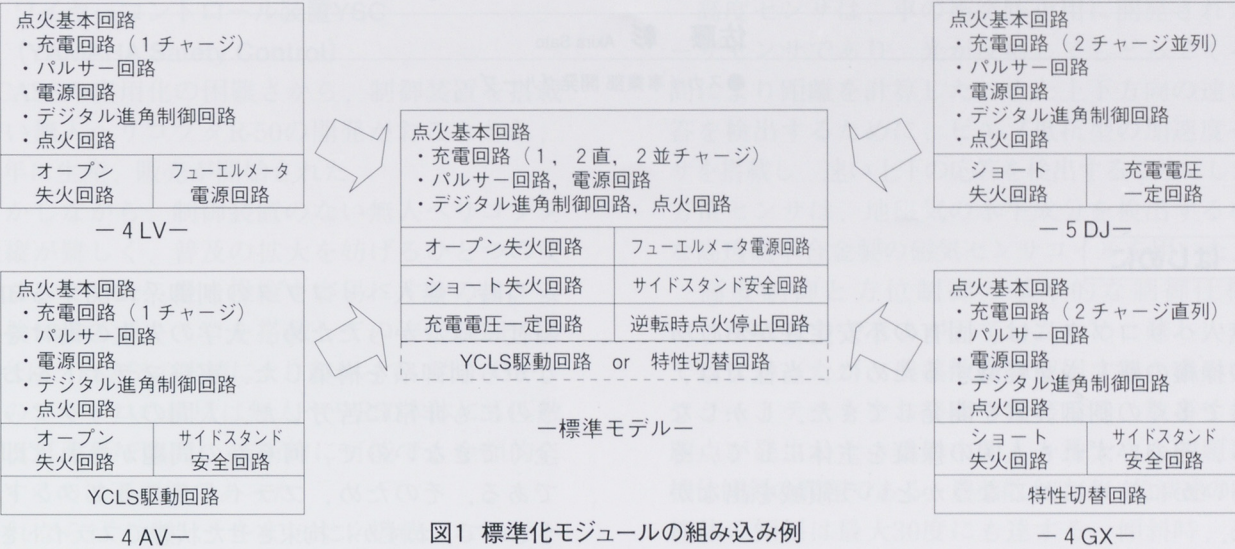 点火基本回路
・充電回路（１チャージ）
・パルサー回路
・電源回路
・デジタル進角制御回路
・点火回路
オープン失火回路　フューエルメータ電源回路
―4LV―
点火基本回路
・充電回路（１チャージ）
・パルサー回路
・電源回路
・デジタル進角制御回路
・点火回路
オープン失火回路　サイドスタンド安全回路
YCLS駆動回路
―4AV―
点火基本回路
・充電回路（1，2直，2並チャージ）
・パルサー回路，電源回路
・デジタル進角制御回路，点火回路
オープン失火回路　フューエルメータ電源回路
ショート失火回路　サイドスタンド安全回路
充電電圧一定回路　逆転時点火停止回路
YCLS駆動回路　or　特性切替回路
―標準モデル―
点火基本回路
・充電回路（２チャージ並列）
・パルサー回路
・電源回路
・デジタル進角制御回路
・点火回路
ショート失火回路　充電電圧一定回路
―5DJ―
点火基本回路
・充電回路（２チャージ直列）
・パルサー回路
・電源回路
・デジタル進角制御回路
・点火回路
ショート失火回路　サイドスタンド安全回路
特性切替回路
―4GX―
図1 標準化モジュールの組み込み例